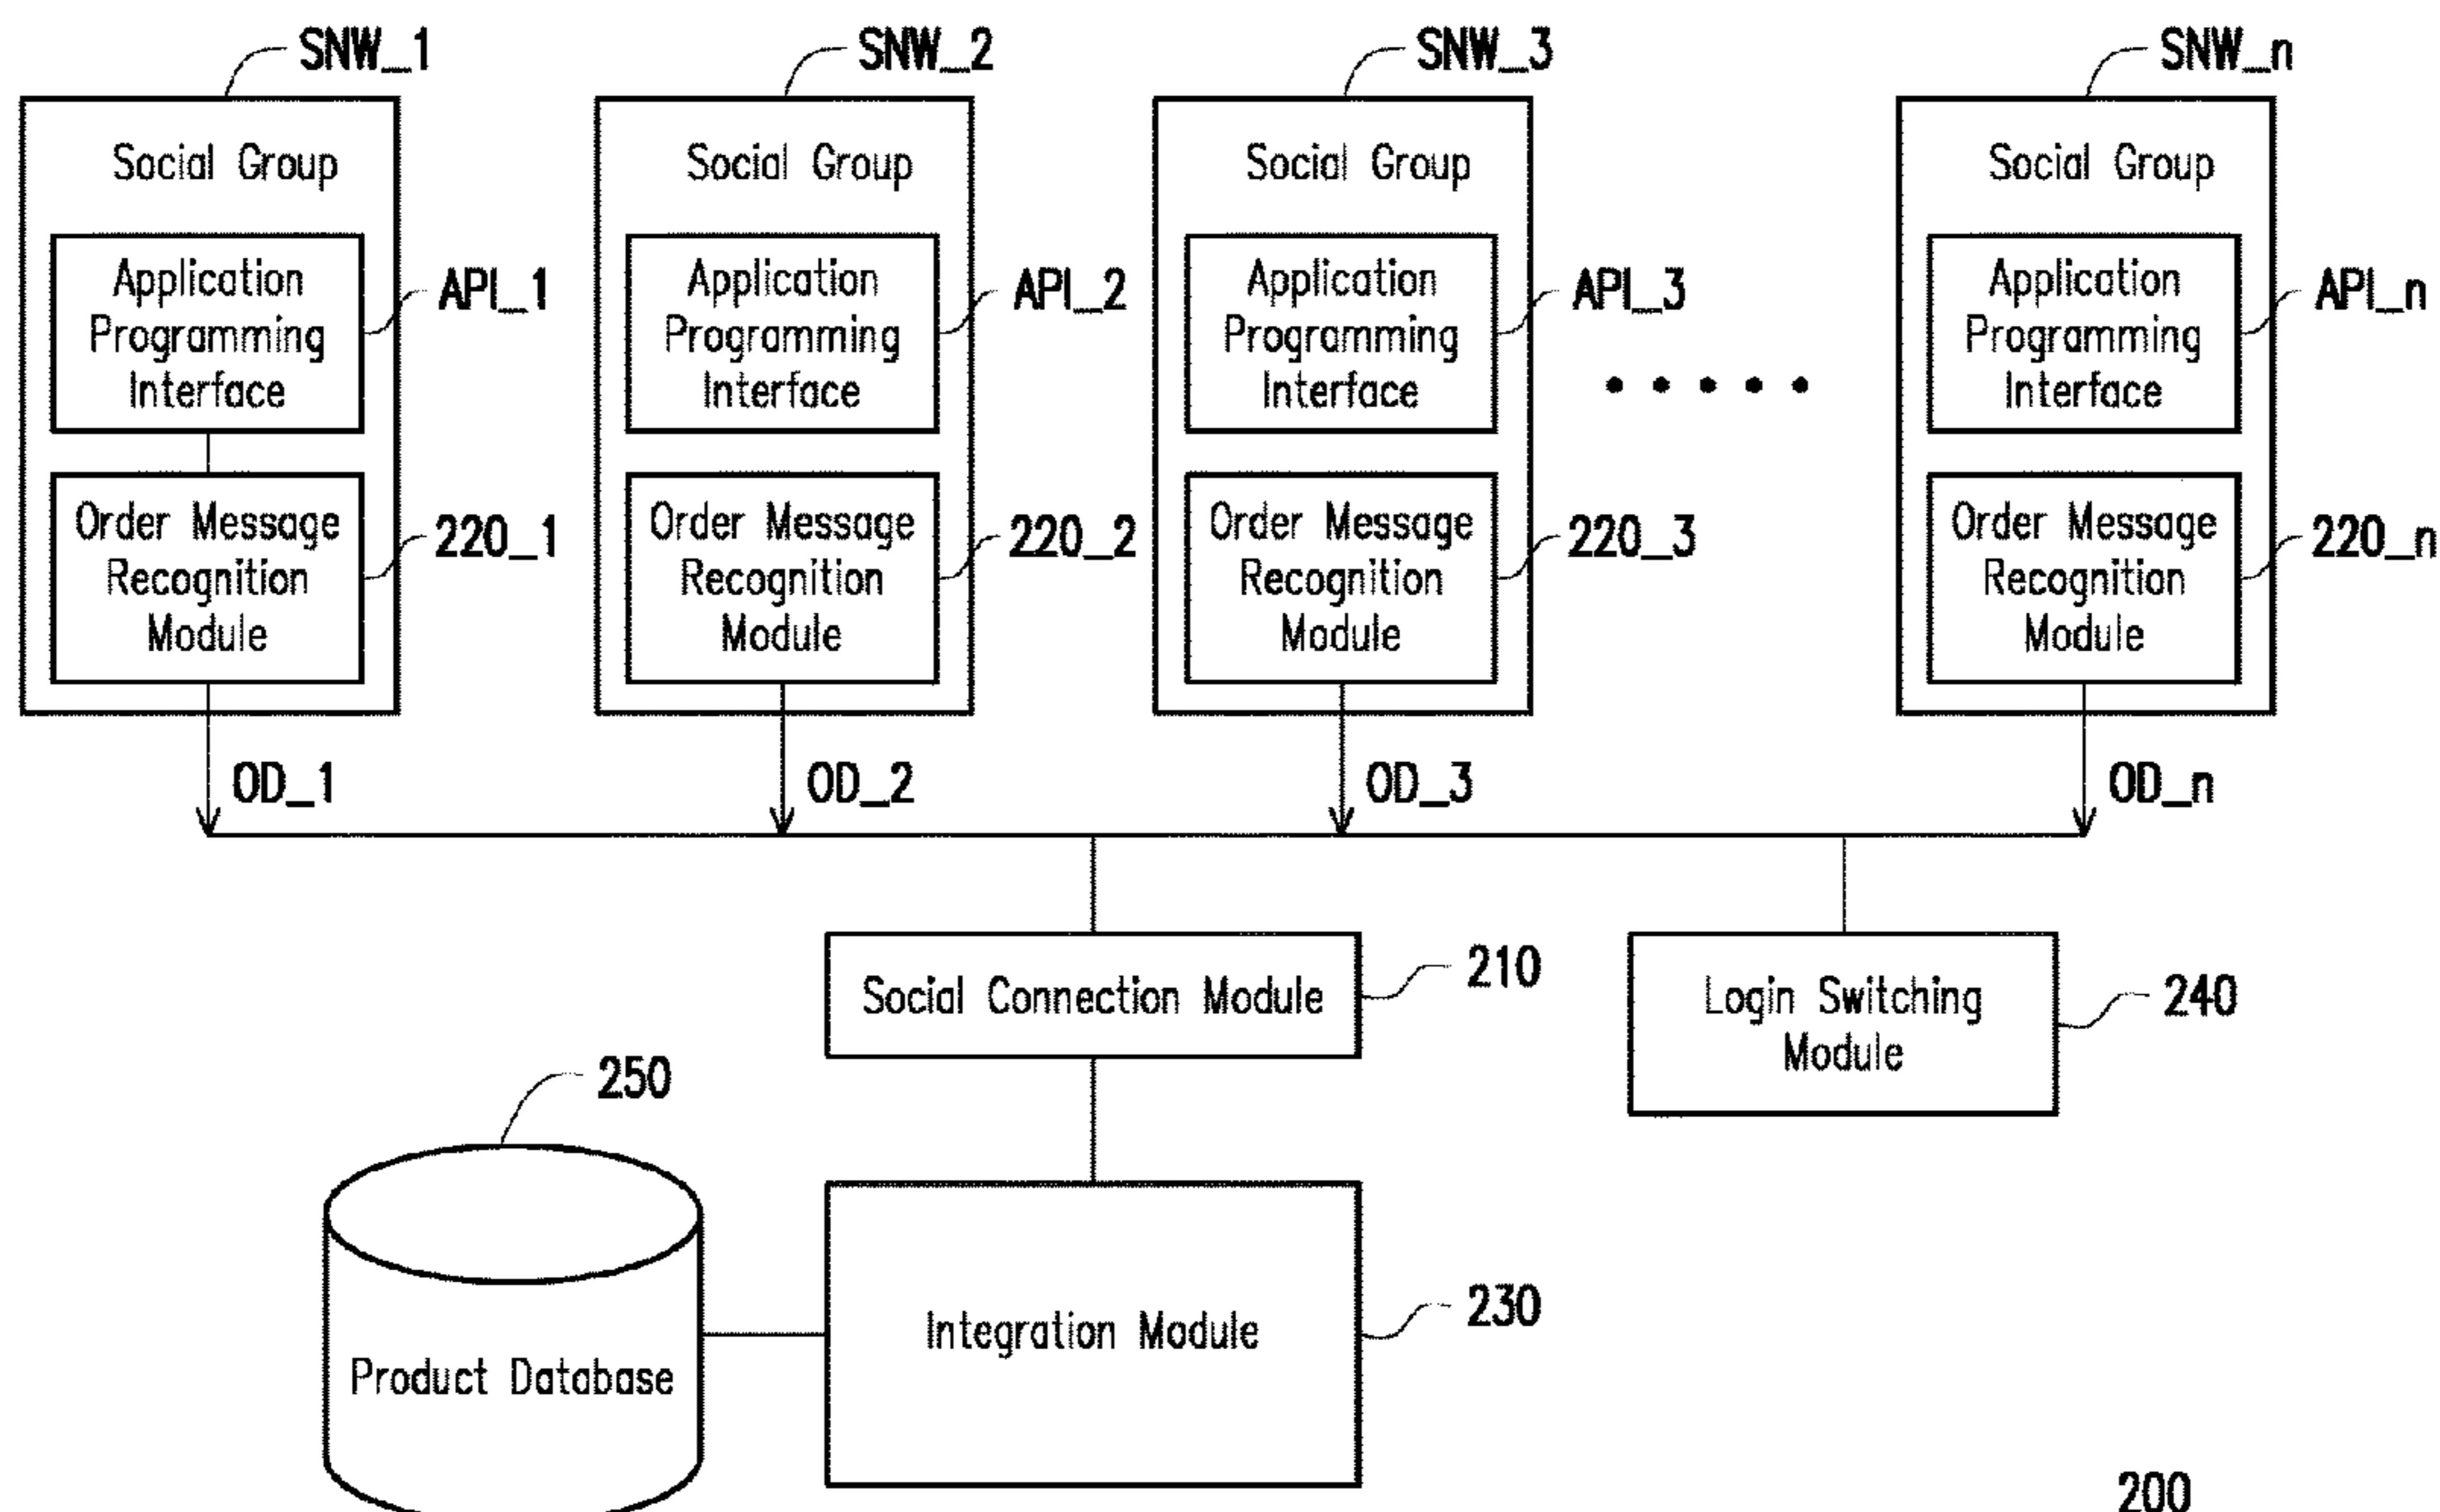 SNW_1
SNW_2
SNW_3
SNW_n
Social Group
Social Group
Social Group
Social Group
Application
Programming
Interface
API_1
Application
Programming
Interface
API_2
Application
Programming
Interface
API_3
Application
Programming
Interface
API_n
Order Message
Recognition
Module
220_1
Order Message
Recognition
Module
220_2
Order Message
Recognition
Module
220_3
Order Message
Recognition
Module
220_n
OD_1
OD_2
OD_3
OD_n
Social Connection Module
210
Login Switching
Module
240
250
Product Database
Integration Module
230
200